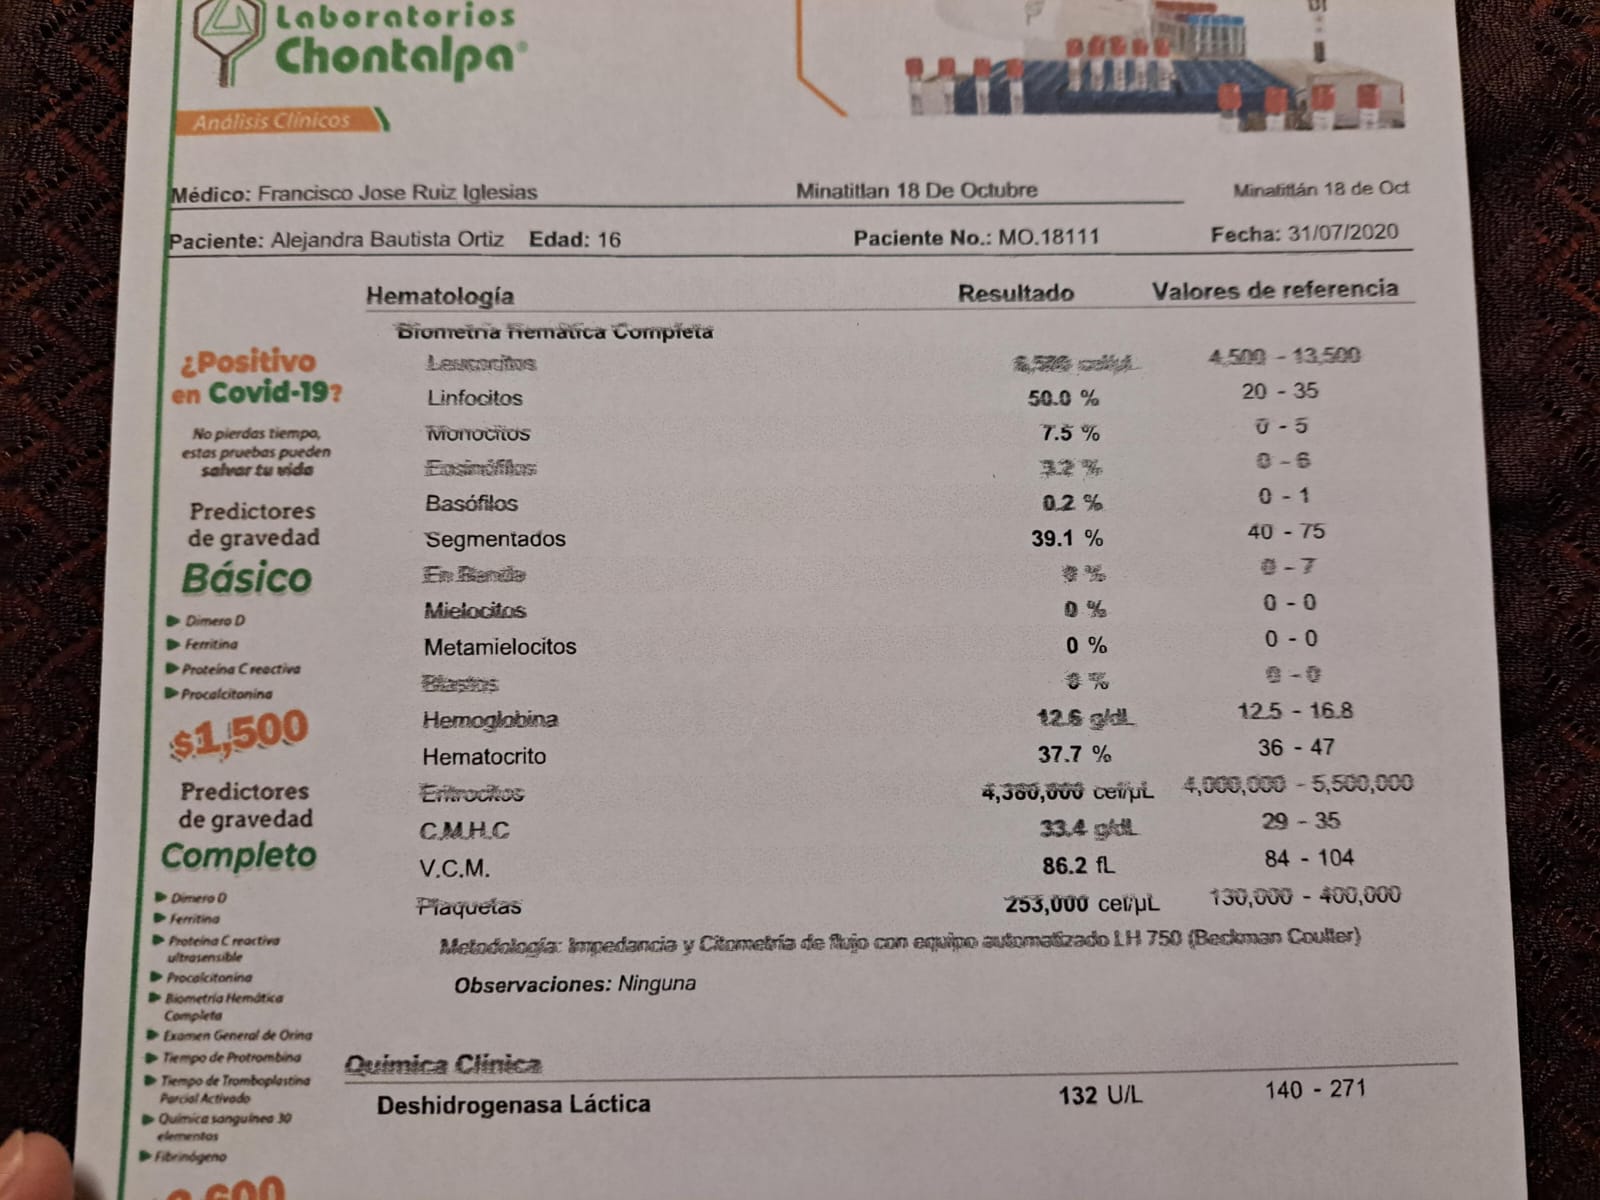 Laboratorios
Chontalpa®
Análisis Clínicos
Médico: Francisco Jose Ruiz Iglesias Minatitlan 18 De Octubre Minatitlán 18 de Oct
Paciente: Alejandra Bautista Ortiz Edad: 16 Paciente No.: MO.18111 Fecha: 31/07/2020
Hematología Resultado Valores de referencia
Biometria Hematica Completa
Leucocitos cel/µL 4,500 - 13,500
Linfocitos 50.0 % 20 - 35
Monocitos 7.5 % 0 - 5
Eosinófilos 3.2 % 0 - 6
Basófilos 0.2 % 0 - 1
Segmentados 39.1 % 40 - 75
En Banda 0 % 0 - 7
Mielocitos 0 % 0 - 0
Metamielocitos 0 % 0 - 0
Blastos 0 % 0 - 0
Hemoglobina 12.6 g/dL 12.5 - 16.8
Hematocrito 37.7 % 36 - 47
Eritrocitos 4,380,000 cel/µL 4,000,000 - 5,500,000
C.M.H.C 33.4 g/dL 29 - 35
V.C.M. 86.2 fL 84 - 104
Plaquetas 253,000 cel/µL 130,000 - 400,000
Metodología: Impedancia y Citometría de flujo con equipo automatizado LH 750 (Beckman Coulter)
Observaciones: Ninguna
Química Clínica
Deshidrogenasa Láctica 132 U/L 140 - 271
¿Positivo
en Covid-19?
No pierdas tiempo,
estas pruebas pueden
salvar tu vida
Predictores
de gravedad
Básico
Dimero D
Ferritina
Proteína C reactiva
Procalcitonina
$1,500
Predictores
de gravedad
Completo
Dimero D
Ferritina
Proteína C reactiva
ultrasensible
Procalcitonina
Biometría Hemática
Completa
Examen General de Orina
Tiempo de Protrombina
Tiempo de Tromboplastina
Parcial Activado
Química sanguínea 30
elementos
Fibrinógeno